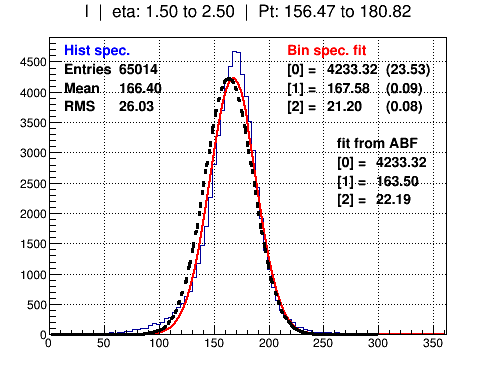 I | eta: 1.50 to 2.50 | Pt: 156.47 to 180.82
Hist spec.
Entries 65014
Mean 166.40
RMS 26.03
Bin spec. fit
[0] = 4233.32 (23.53)
[1] = 167.58 (0.09)
[2] = 21.20 (0.08)
fit from ABF
[0] = 4233.32
[1] = 163.50
[2] = 22.19
4500
4000
3500
3000
2500
2000
1500
1000
500
0
0 50 100 150 200 250 300 350